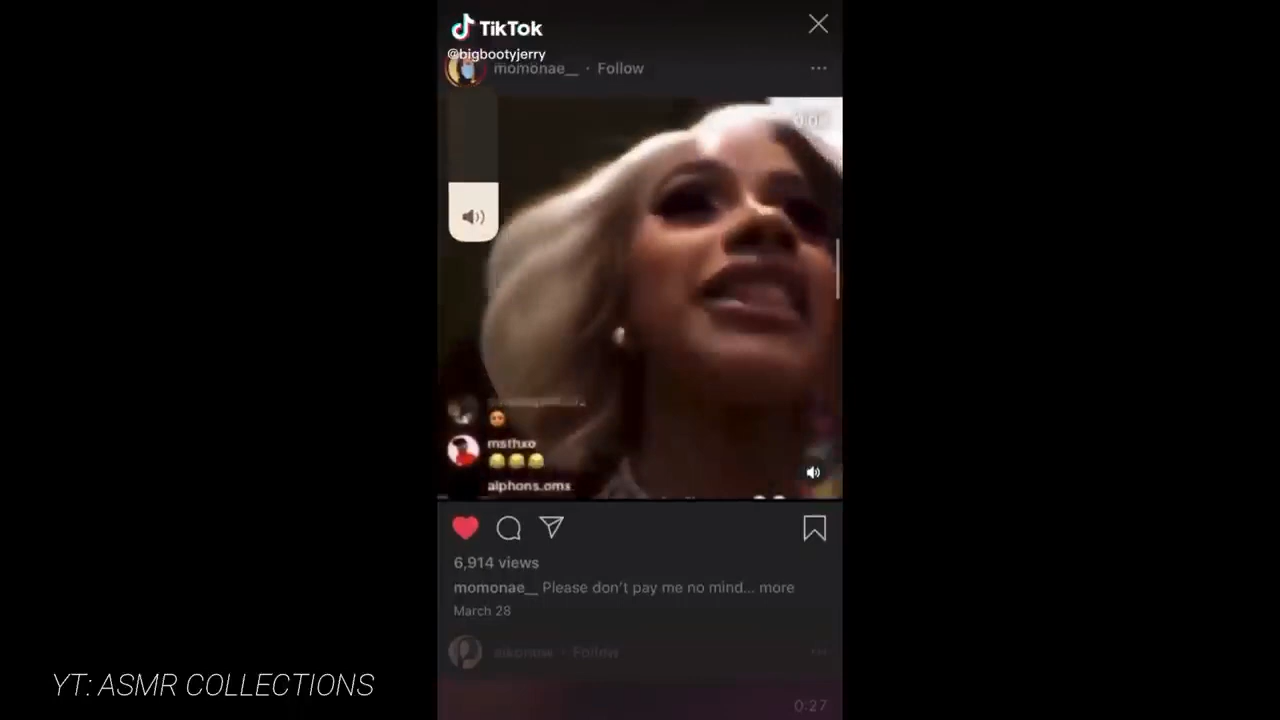 TikTok
@bigbootyjerry
momonae__ · Follow
msthxo
alphons.oms
6,914 views
momonae__ Please don't pay me no mind... more
March 28
Follow
0:27
YT: ASMR COLLECTIONS